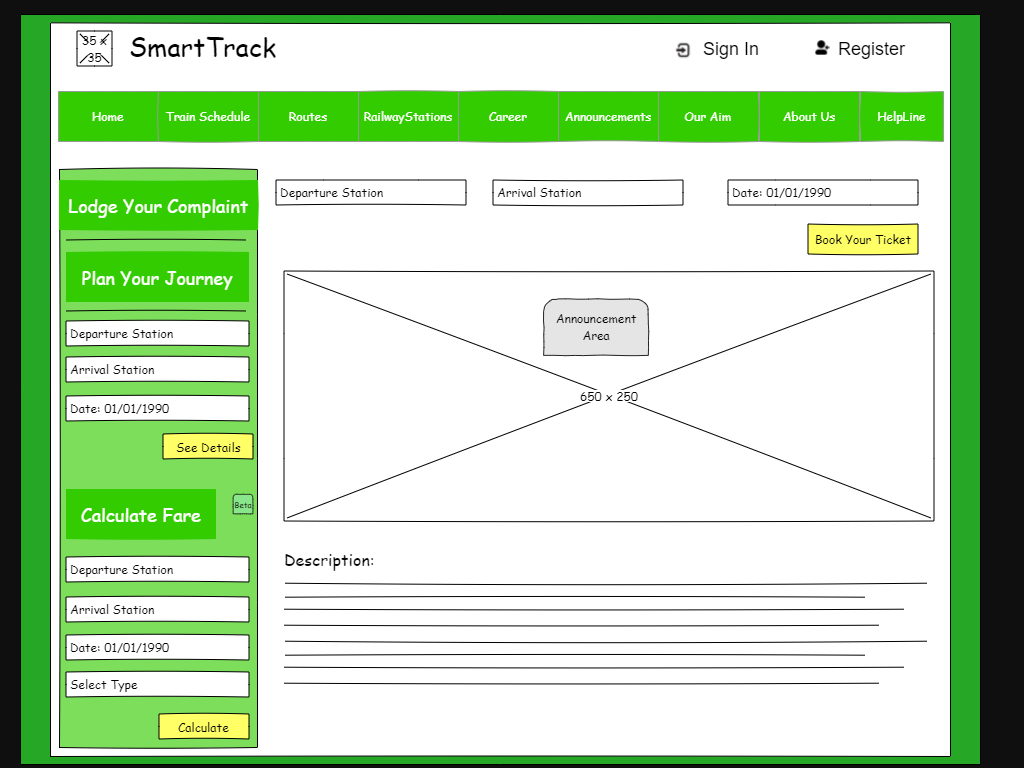 35 x
35
SmartTrack
Sign In
Register
Home
Train Schedule
Routes
RailwayStations
Career
Announcements
Our Aim
About Us
HelpLine
Lodge Your Complaint
Plan Your Journey
Departure Station
Arrival Station
Date: 01/01/1990
See Details
Calculate Fare
Beta
Departure Station
Arrival Station
Date: 01/01/1990
Select Type
Calculate
Departure Station
Arrival Station
Date: 01/01/1990
Book Your Ticket
Announcement
Area
650 x 250
Description: